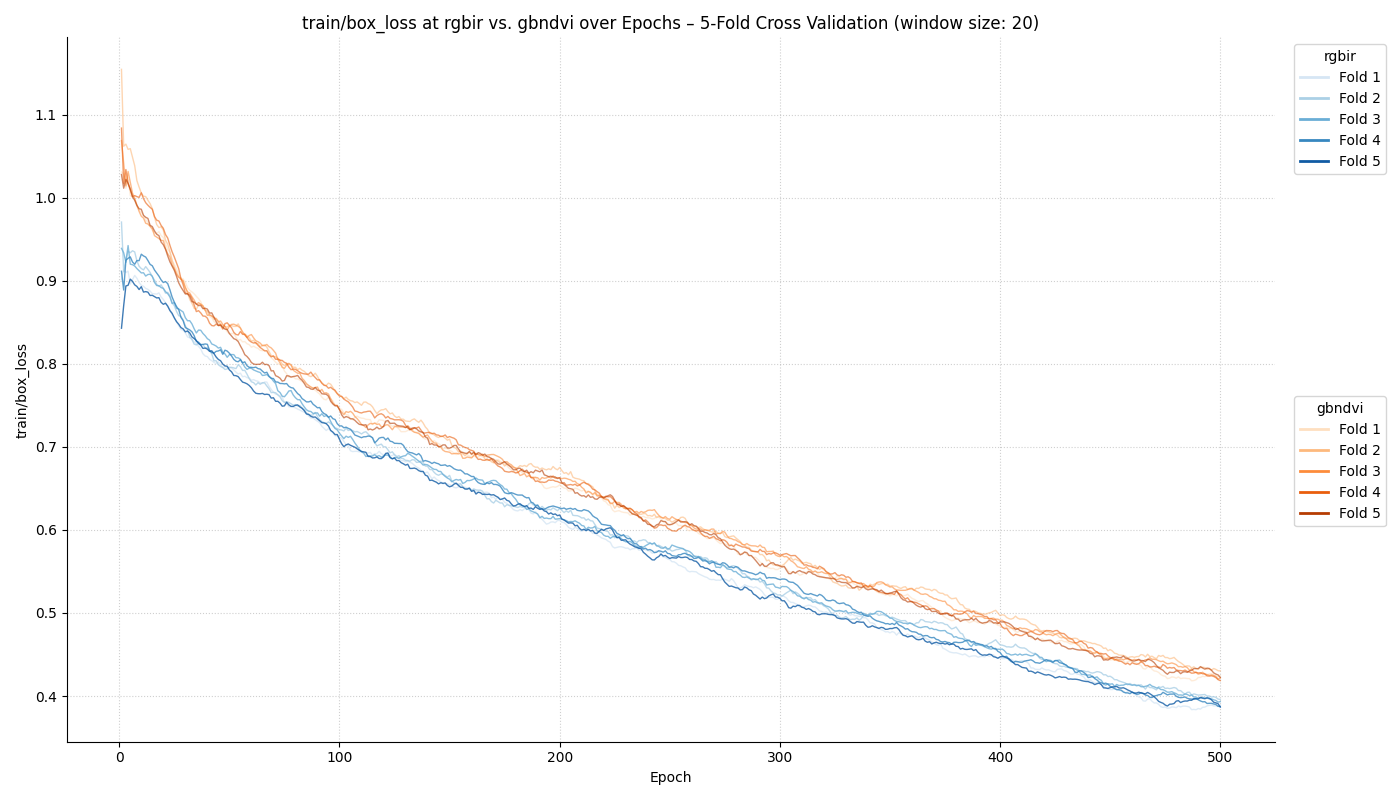 train/box_loss at rgbir vs. gbndvi over Epochs – 5-Fold Cross Validation (window size: 20)
train/box_loss
1.1
1.0
0.9
0.8
0.7
0.6
0.5
0.4
0 100 200 300 400 500
Epoch
rgbir
Fold 1
Fold 2
Fold 3
Fold 4
Fold 5
gbndvi
Fold 1
Fold 2
Fold 3
Fold 4
Fold 5